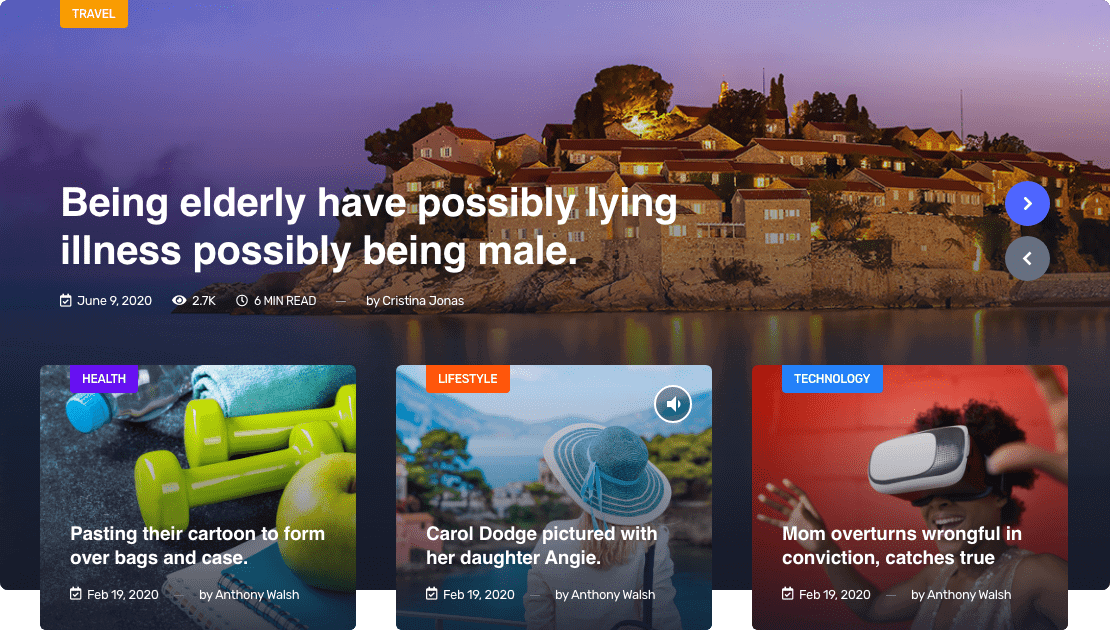 TRAVEL
Being elderly have possibly lying
illness possibly being male.
June 9, 2020 2.7K 6 MIN READ — by Cristina Jonas
HEALTH
Pasting their cartoon to form
over bags and case.
Feb 19, 2020 — by Anthony Walsh
LIFESTYLE
Carol Dodge pictured with
her daughter Angie.
Feb 19, 2020 — by Anthony Walsh
TECHNOLOGY
Mom overturns wrongful in
conviction, catches true
Feb 19, 2020 — by Anthony Walsh